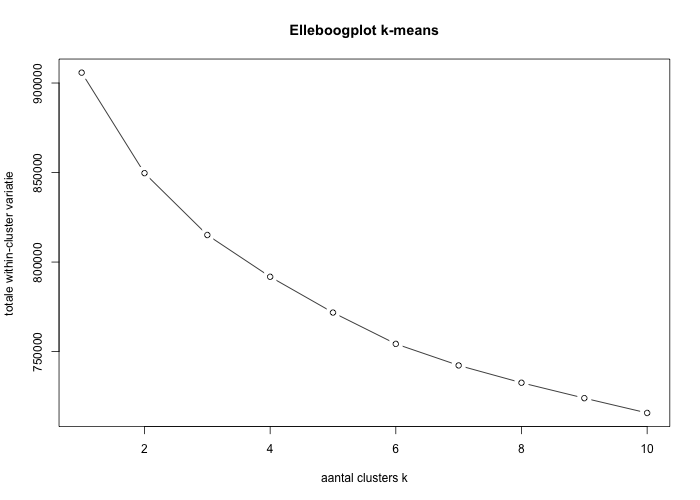 Elleboogplot k-means
900000
850000
800000
750000
totale within-cluster variatie
2 4 6 8 10
aantal clusters k